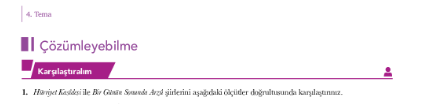 4. Tema
Çözümleyebilme
Karşılaştıralım
1. Hürriyet Kasidesi ile Bir Günün Sonunda Arzû şiirlerini aşağıdaki ölçütler doğrultusunda karşılaştırınız.